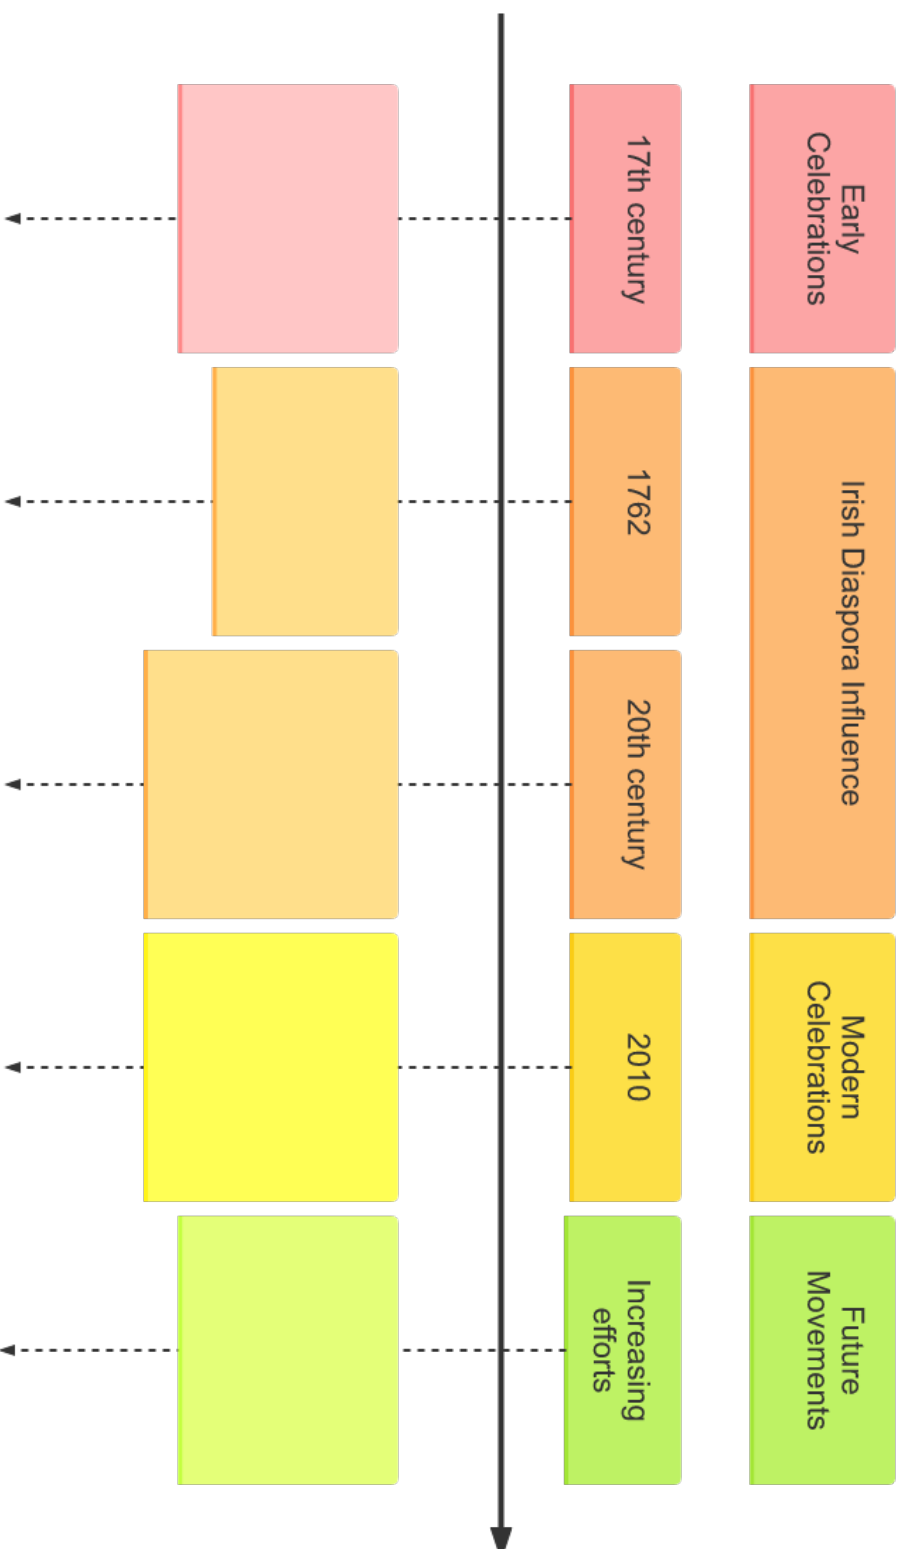 Early
Celebrations
Irish Diaspora Influence
Modern
Celebrations
Future
Movements
17th century
1762
20th century
2010
Increasing
efforts